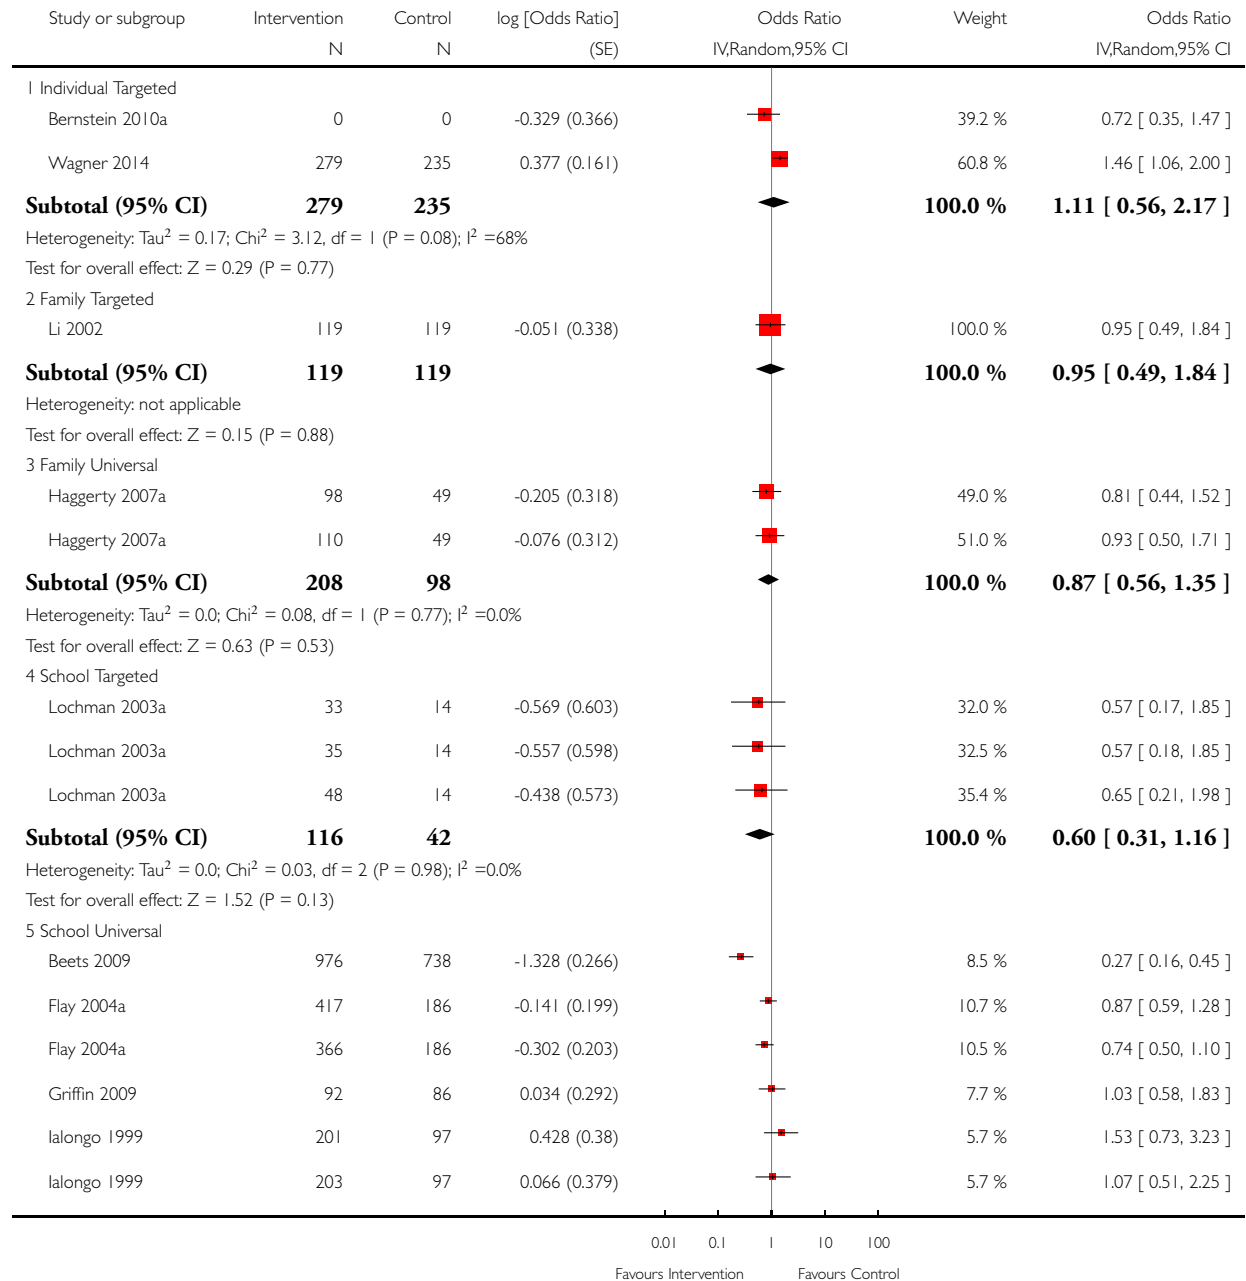 Study or subgroup Intervention Control log [Odds Ratio] Odds Ratio Weight Odds Ratio
N N (SE) IV,Random,95% CI IV,Random,95% CI
1 Individual Targeted
Bernstein 2010a 0 0 -0.329 (0.366) 39.2 % 0.72 [ 0.35, 1.47 ]
Wagner 2014 279 235 0.377 (0.161) 60.8 % 1.46 [ 1.06, 2.00 ]
Subtotal (95% CI) 279 235 100.0 % 1.11 [ 0.56, 2.17 ]
Heterogeneity: Tau² = 0.17; Chi² = 3.12, df = 1 (P = 0.08); I² =68%
Test for overall effect: Z = 0.29 (P = 0.77)
2 Family Targeted
Li 2002 119 119 -0.051 (0.338) 100.0 % 0.95 [ 0.49, 1.84 ]
Subtotal (95% CI) 119 119 100.0 % 0.95 [ 0.49, 1.84 ]
Heterogeneity: not applicable
Test for overall effect: Z = 0.15 (P = 0.88)
3 Family Universal
Haggerty 2007a 98 49 -0.205 (0.318) 49.0 % 0.81 [ 0.44, 1.52 ]
Haggerty 2007a 110 49 -0.076 (0.312) 51.0 % 0.93 [ 0.50, 1.71 ]
Subtotal (95% CI) 208 98 100.0 % 0.87 [ 0.56, 1.35 ]
Heterogeneity: Tau² = 0.0; Chi² = 0.08, df = 1 (P = 0.77); I² =0.0%
Test for overall effect: Z = 0.63 (P = 0.53)
4 School Targeted
Lochman 2003a 33 14 -0.569 (0.603) 32.0 % 0.57 [ 0.17, 1.85 ]
Lochman 2003a 35 14 -0.557 (0.598) 32.5 % 0.57 [ 0.18, 1.85 ]
Lochman 2003a 48 14 -0.438 (0.573) 35.4 % 0.65 [ 0.21, 1.98 ]
Subtotal (95% CI) 116 42 100.0 % 0.60 [ 0.31, 1.16 ]
Heterogeneity: Tau² = 0.0; Chi² = 0.03, df = 2 (P = 0.98); I² =0.0%
Test for overall effect: Z = 1.52 (P = 0.13)
5 School Universal
Beets 2009 976 738 -1.328 (0.266) 8.5 % 0.27 [ 0.16, 0.45 ]
Flay 2004a 417 186 -0.141 (0.199) 10.7 % 0.87 [ 0.59, 1.28 ]
Flay 2004a 366 186 -0.302 (0.203) 10.5 % 0.74 [ 0.50, 1.10 ]
Griffin 2009 92 86 0.034 (0.292) 7.7 % 1.03 [ 0.58, 1.83 ]
Ialongo 1999 201 97 0.428 (0.38) 5.7 % 1.53 [ 0.73, 3.23 ]
Ialongo 1999 203 97 0.066 (0.379) 5.7 % 1.07 [ 0.51, 2.25 ]
0.01 0.1 1 10 100
Favours Intervention Favours Control